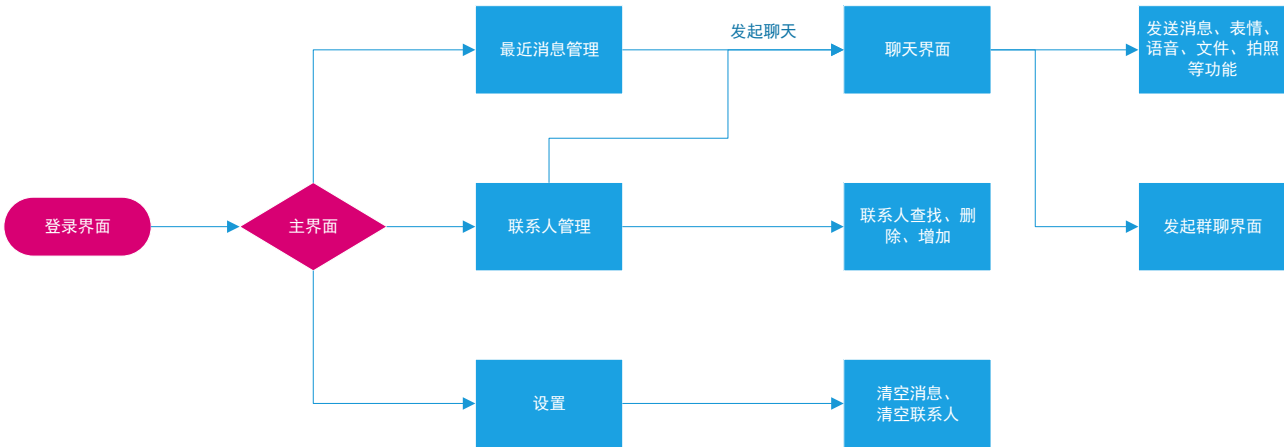 最近消息管理
发起聊天
聊天界面
发送消息、表情、
语音、文件、拍照
等功能
登录界面
主界面
联系人管理
联系人查找、删
除、增加
发起群聊界面
设置
清空消息、
清空联系人